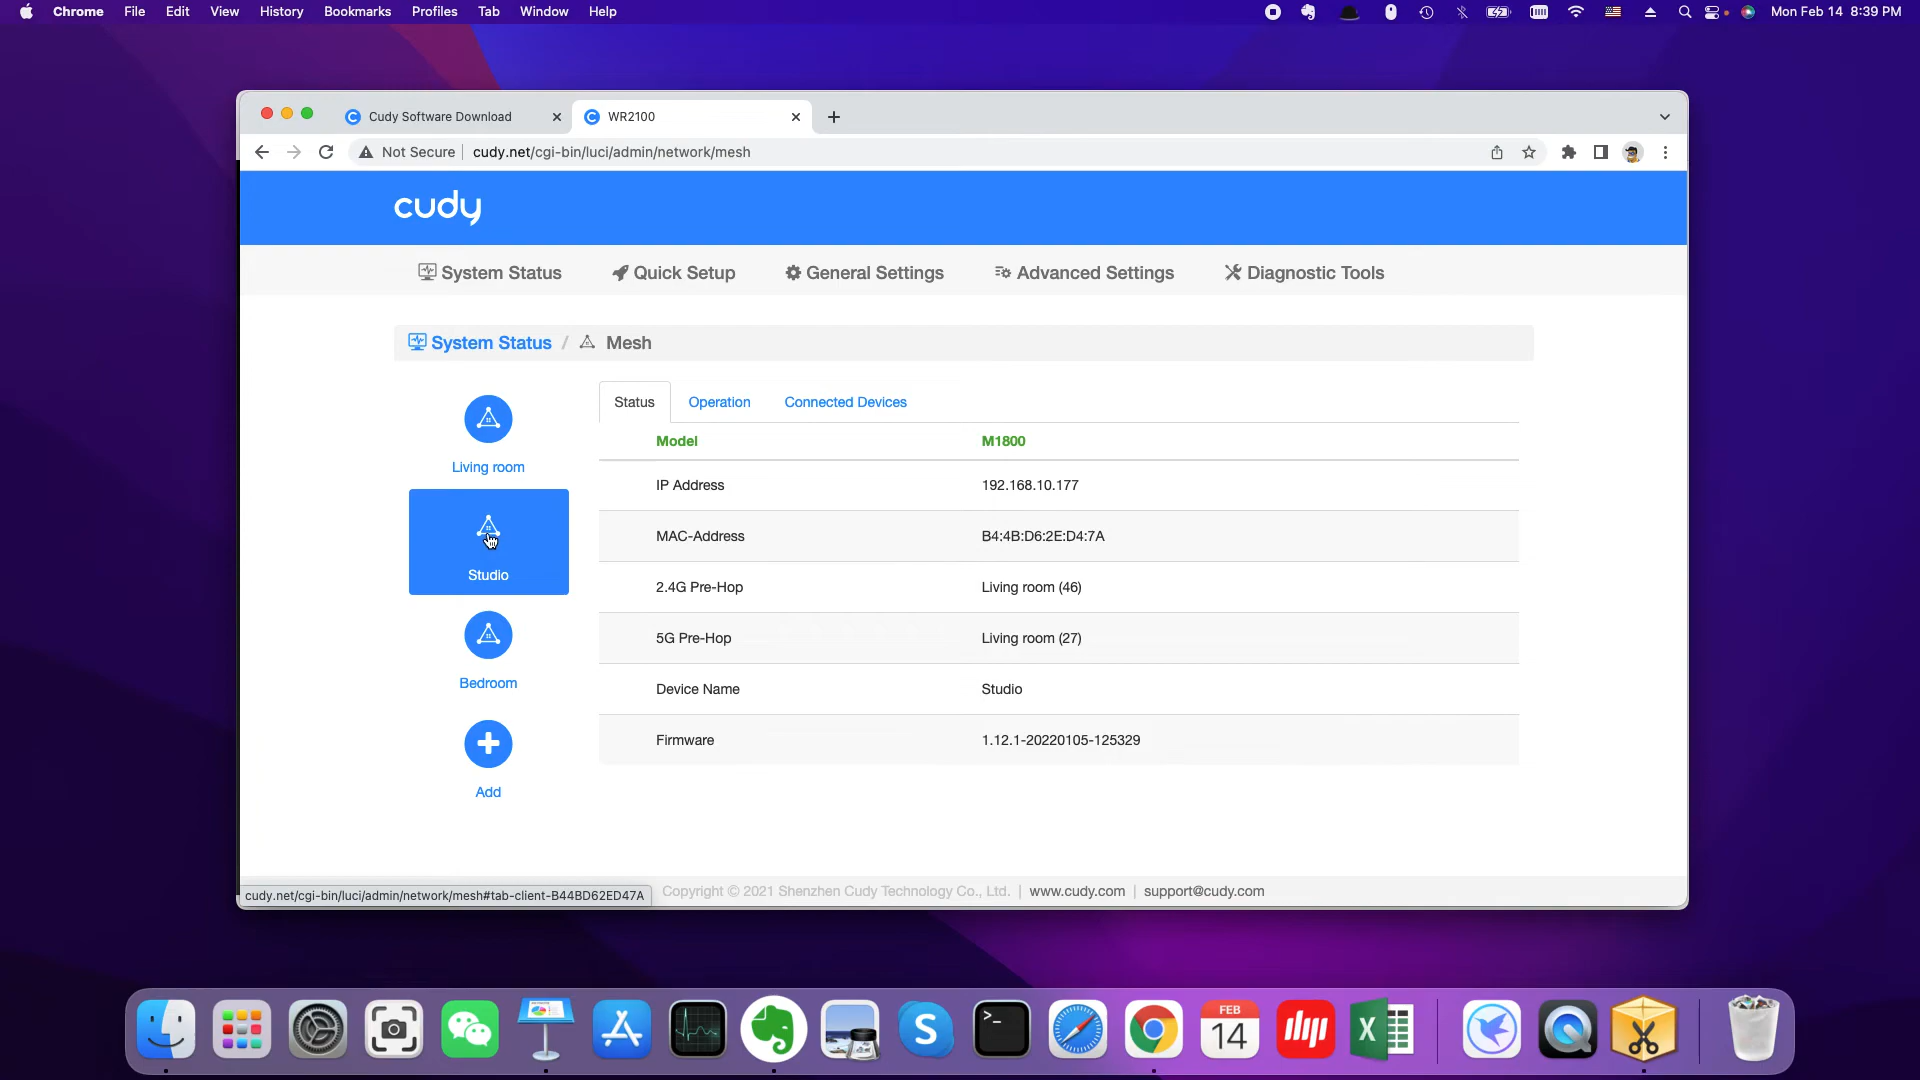 Chrome File Edit View History Bookmarks Profiles Tab Window Help Mon Feb 14 8:39 PM
Cudy Software Download WR2100
Not Secure cudy.net/cgi-bin/luci/admin/network/mesh
cudy
System Status Quick Setup General Settings Advanced Settings Diagnostic Tools
System Status / Mesh
Status Operation Connected Devices
Model M1800
Living room
IP Address 192.168.10.177
MAC-Address B4:4B:D6:2E:D4:7A
Studio
2.4G Pre-Hop Living room (46)
5G Pre-Hop Living room (27)
Bedroom
Device Name Studio
Firmware 1.12.1-20220105-125329
Add
cudy.net/cgi-bin/luci/admin/network/mesh#tab-client-B44BD62ED47A Copyright © 2021 Shenzhen Cudy Technology Co., Ltd. | www.cudy.com | support@cudy.com
FEB
14